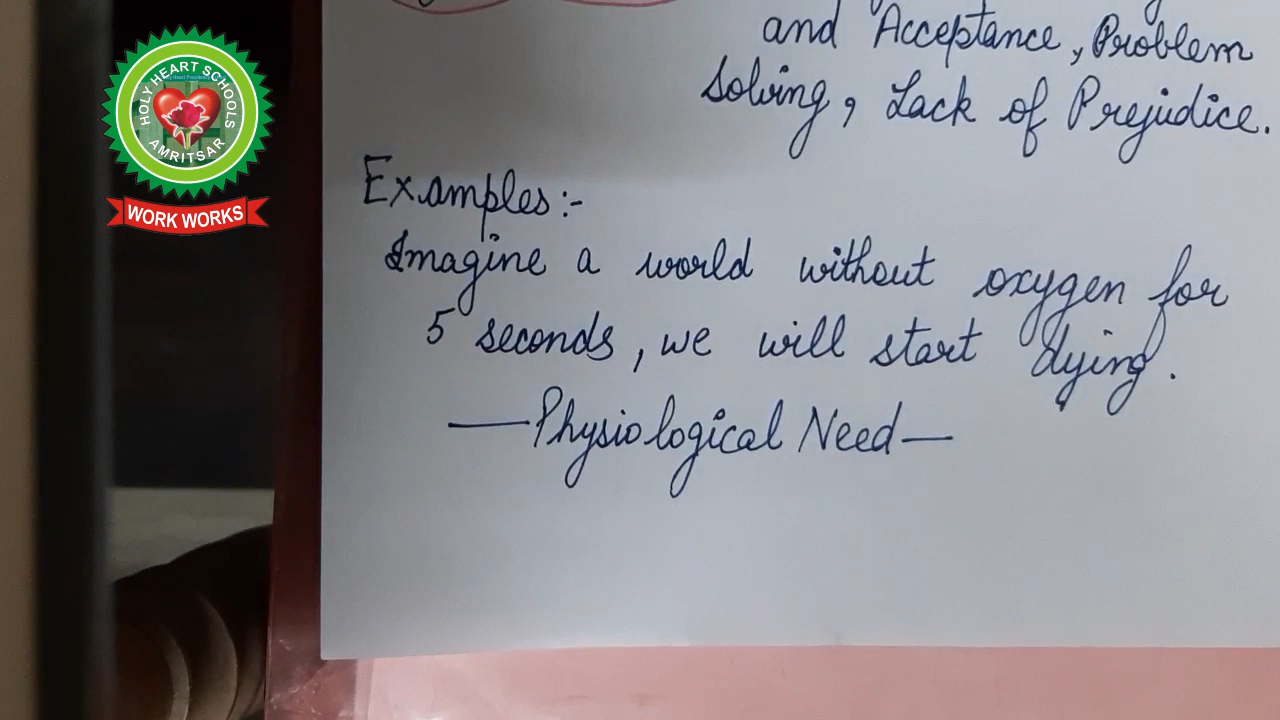 HOLY HEART SCHOOLS
AMRITSAR
WORK WORKS
and Acceptance, Problem
Solving, Lack of Prejudice.
Examples:-
Imagine a world without oxygen for
5 seconds, we will start dying.
—Physiological Need—